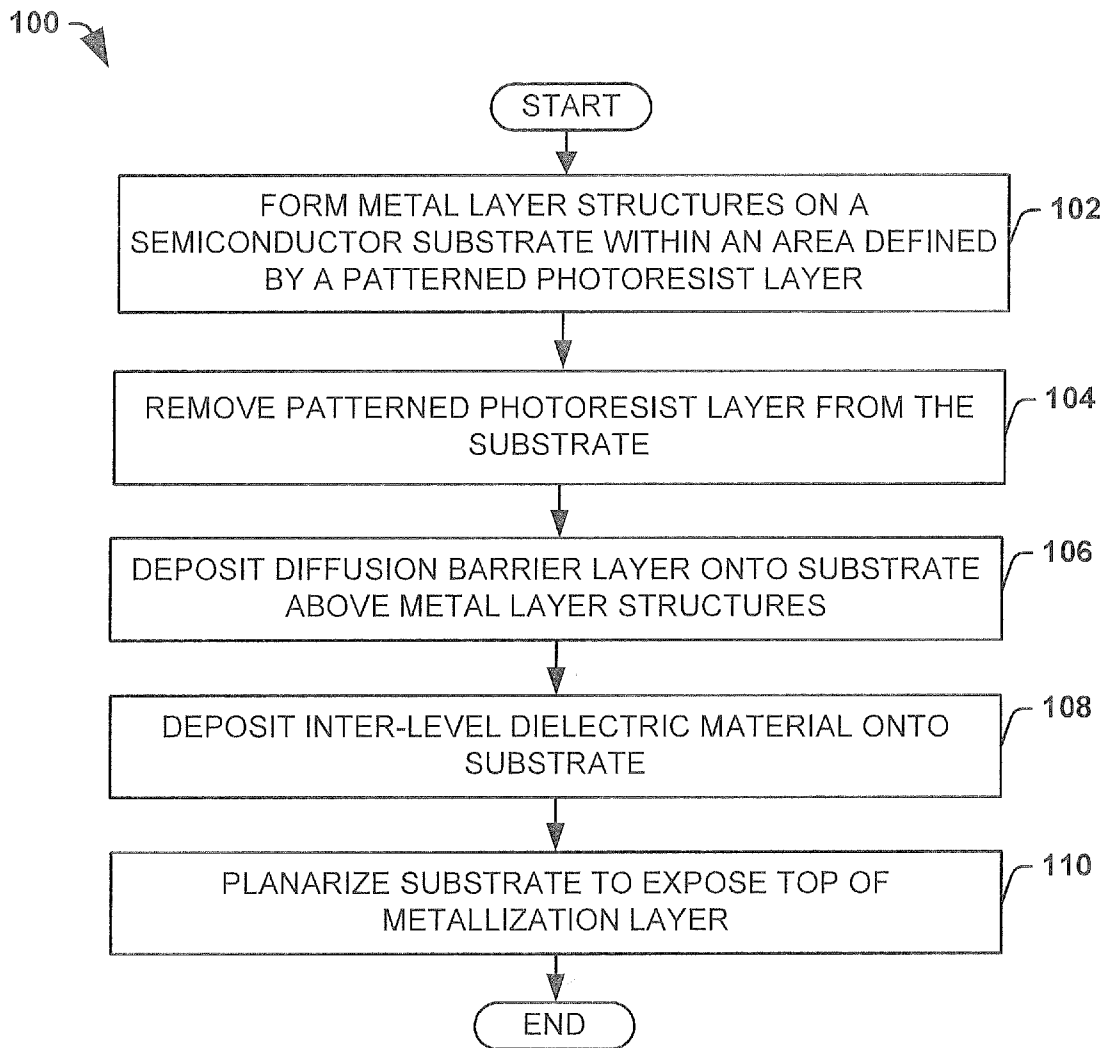 100
START
FORM METAL LAYER STRUCTURES ON A
SEMICONDUCTOR SUBSTRATE WITHIN AN AREA DEFINED
BY A PATTERNED PHOTORESIST LAYER
102
REMOVE PATTERNED PHOTORESIST LAYER FROM THE
SUBSTRATE
104
DEPOSIT DIFFUSION BARRIER LAYER ONTO SUBSTRATE
ABOVE METAL LAYER STRUCTURES
106
DEPOSIT INTER-LEVEL DIELECTRIC MATERIAL ONTO
SUBSTRATE
108
PLANARIZE SUBSTRATE TO EXPOSE TOP OF
METALLIZATION LAYER
110
END